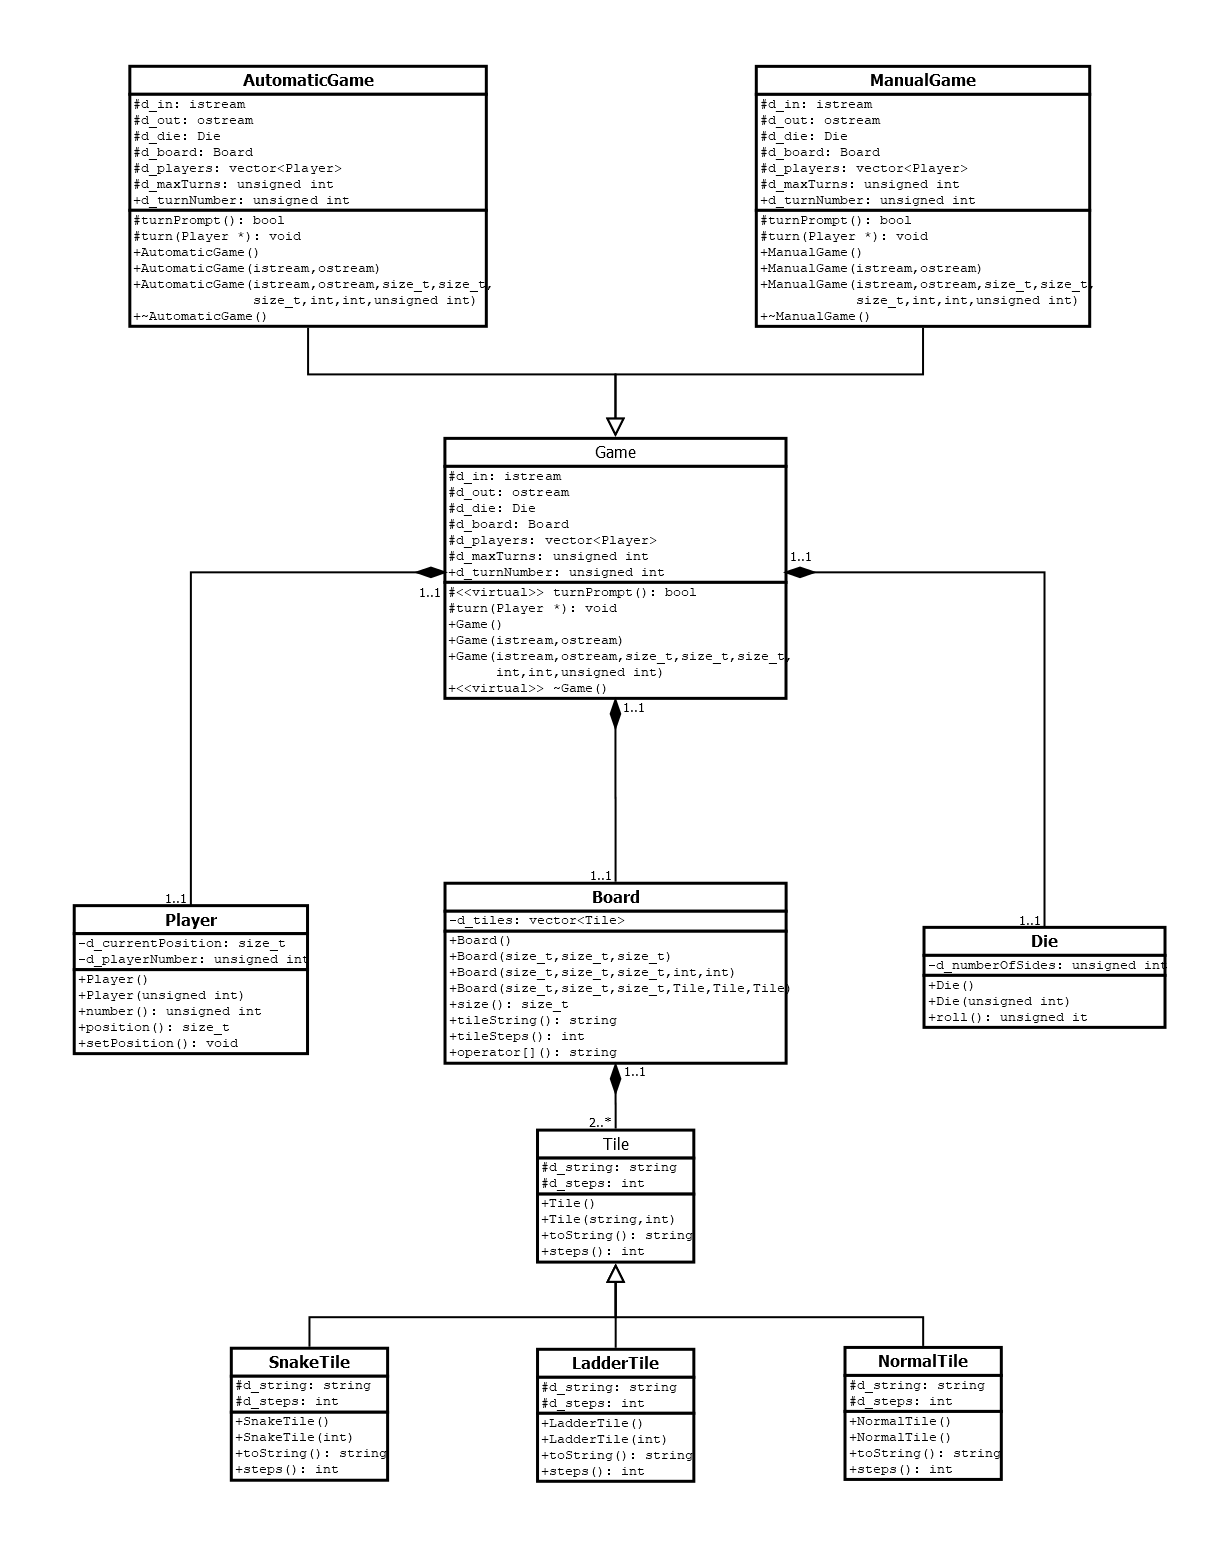 AutomaticGame
#d_in: istream
#d_out: ostream
#d_die: Die
#d_board: Board
#d_players: vector<Player>
#d_maxTurns: unsigned int
+d_turnNumber: unsigned int
#turnPrompt(): bool
#turn(Player *): void
+AutomaticGame()
+AutomaticGame(istream,ostream)
+AutomaticGame(istream,ostream,size_t,size_t,
size_t,int,int,unsigned int)
+~AutomaticGame()
ManualGame
#d_in: istream
#d_out: ostream
#d_die: Die
#d_board: Board
#d_players: vector<Player>
#d_maxTurns: unsigned int
+d_turnNumber: unsigned int
#turnPrompt(): bool
#turn(Player *): void
+ManualGame()
+ManualGame(istream,ostream)
+ManualGame(istream,ostream,size_t,size_t,
size_t,int,int,unsigned int)
+~ManualGame()
Game
#d_in: istream
#d_out: ostream
#d_die: Die
#d_board: Board
#d_players: vector<Player>
#d_maxTurns: unsigned int
+d_turnNumber: unsigned int
#<<virtual>> turnPrompt(): bool
#turn(Player *): void
+Game()
+Game(istream,ostream)
+Game(istream,ostream,size_t,size_t,size_t,
int,int,unsigned int)
+<<virtual>> ~Game()
1..1
1..1
1..1
1..1
Player
-d_currentPosition: size_t
-d_playerNumber: unsigned int
+Player()
+Player(unsigned int)
+number(): unsigned int
+position(): size_t
+setPosition(): void
1..1
Board
-d_tiles: vector<Tile>
+Board()
+Board(size_t,size_t,size_t)
+Board(size_t,size_t,size_t,int,int)
+Board(size_t,size_t,size_t,Tile,Tile,Tile)
+size(): size_t
+tileString(): string
+tileSteps(): int
+operator[](): string
1..1
Die
-d_numberOfSides: unsigned int
+Die()
+Die(unsigned int)
+roll(): unsigned it
1..1
2..*
Tile
#d_string: string
#d_steps: int
+Tile()
+Tile(string,int)
+toString(): string
+steps(): int
SnakeTile
#d_string: string
#d_steps: int
+SnakeTile()
+SnakeTile(int)
+toString(): string
+steps(): int
LadderTile
#d_string: string
#d_steps: int
+LadderTile()
+LadderTile(int)
+toString(): string
+steps(): int
NormalTile
#d_string: string
#d_steps: int
+NormalTile()
+NormalTile()
+toString(): string
+steps(): int